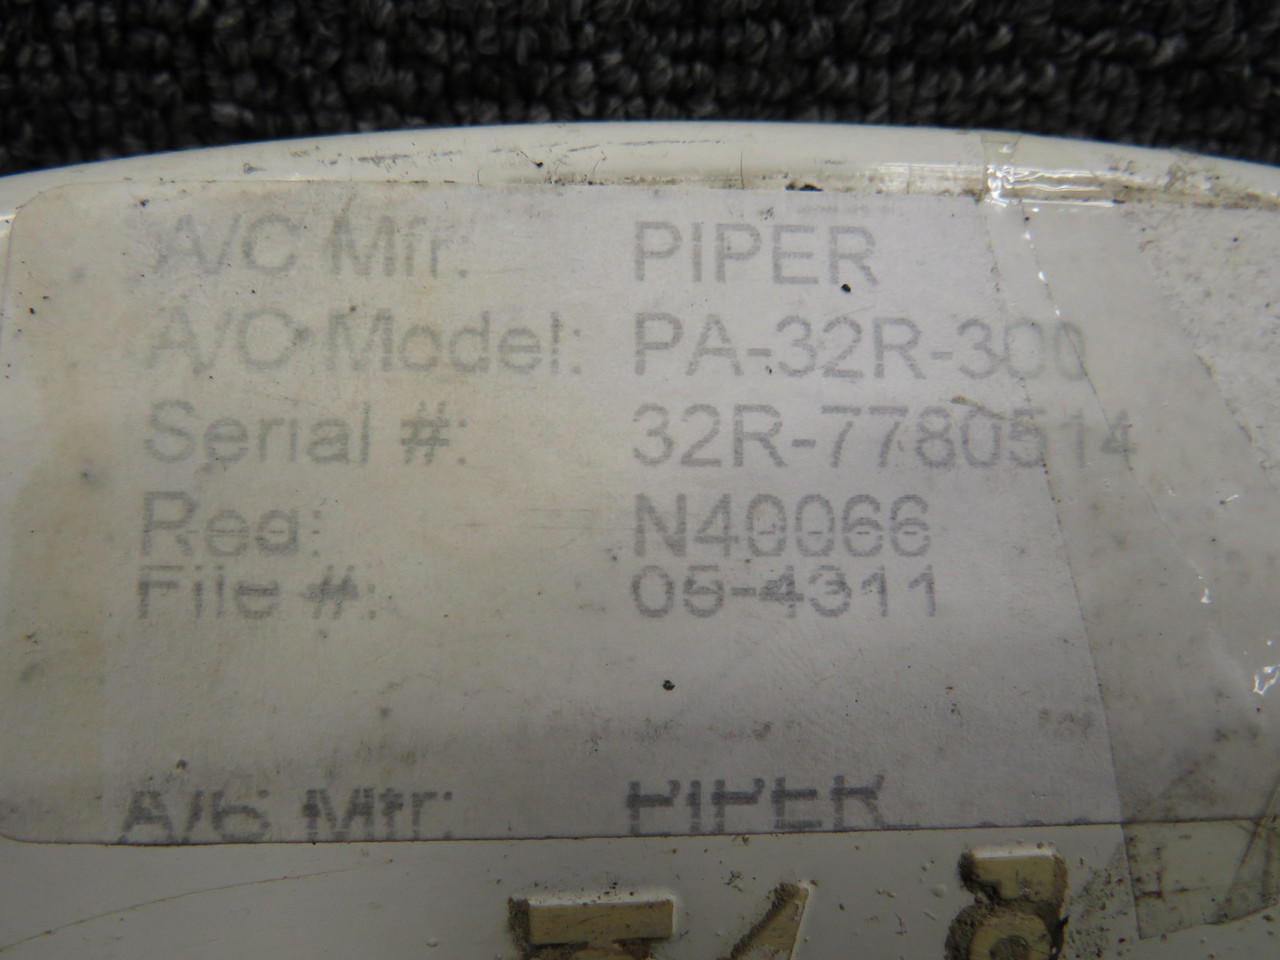 A/C Mfr: PIPER
A/C Model: PA-32R-300
Serial #: 32R-7780514
Reg: N40066
File #: 05-4311
A/C Mfr: PIPER